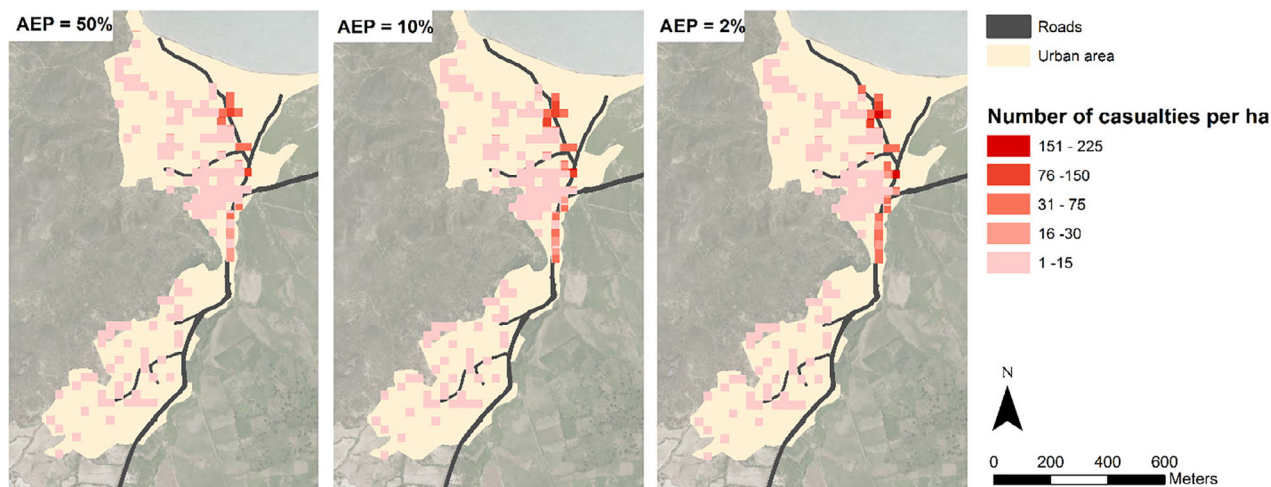 AEP = 50%
AEP = 10%
AEP = 2%
Roads
Urban area
Number of casualties per ha
151 - 225
76 -150
31 - 75
16 -30
1 -15
N
0 200 400 600
Meters